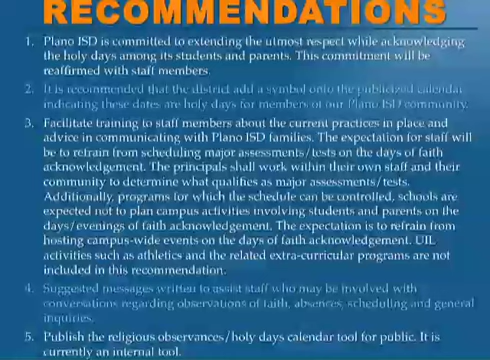 RECOMMENDATIONS
1. Plano ISD is committed to extending the utmost respect while acknowledging
the holy days among its students and parents. This commitment will be
reaffirmed with staff members.
2. It is recommended that the district add a symbol onto the publicized calendar
indicating these dates are holy days for members of our Plano ISD community.
3. Facilitate training to staff members about the current practices in place and
advice in communicating with Plano ISD families. The expectation for staff will
be to refrain from scheduling major assessments/tests on the days of faith
acknowledgement. The principals shall work within their own staff and their
community to determine what qualifies as major assessments/tests.
Additionally, programs for which the schedule can be controlled, schools are
expected not to plan campus activities involving students and parents on the
days/evenings of faith acknowledgement. The expectation is to refrain from
hosting campus-wide events on the days of faith acknowledgement. UIL
activities such as athletics and the related extra-curricular programs are not
included in this recommendation.
4. Suggested messages written to assist staff who may be involved with
conversations regarding observations of faith, absences, scheduling and general
inquiries.
5. Publish the religious observances/holy days calendar tool for public. It is
currently an internal tool.